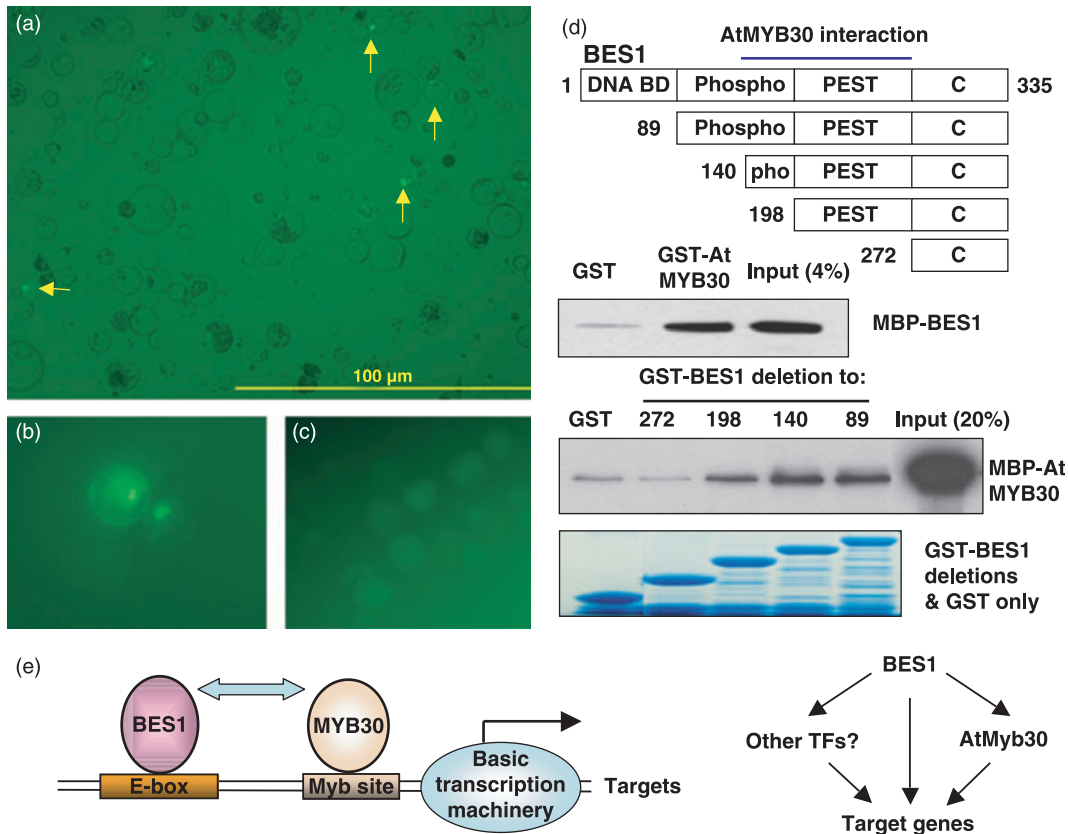 (a)
100 µm
(b)
(c)
(d)
AtMYB30 interaction
BES1
1 DNA BD Phospho PEST C 335
89 Phospho PEST C
140 pho PEST C
198 PEST C
272 C
GST GST-At MYB30 Input (4%)
MBP-BES1
GST-BES1 deletion to:
GST 272 198 140 89 Input (20%)
MBP-At
MYB30
GST-BES1
deletions
& GST only
(e)
BES1
MYB30
E-box
Myb site
Basic
transcription
machinery
Targets
BES1
Other TFs? AtMyb30
Target genes